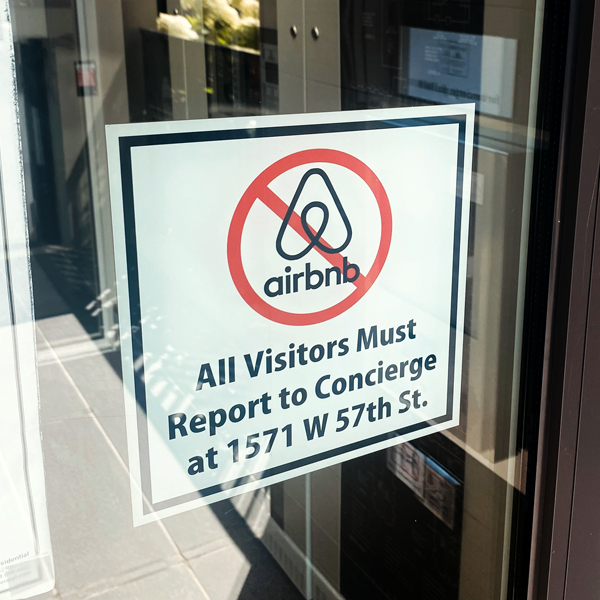 airbnb
All Visitors Must
Report to Concierge
at 1571 W 57th St.